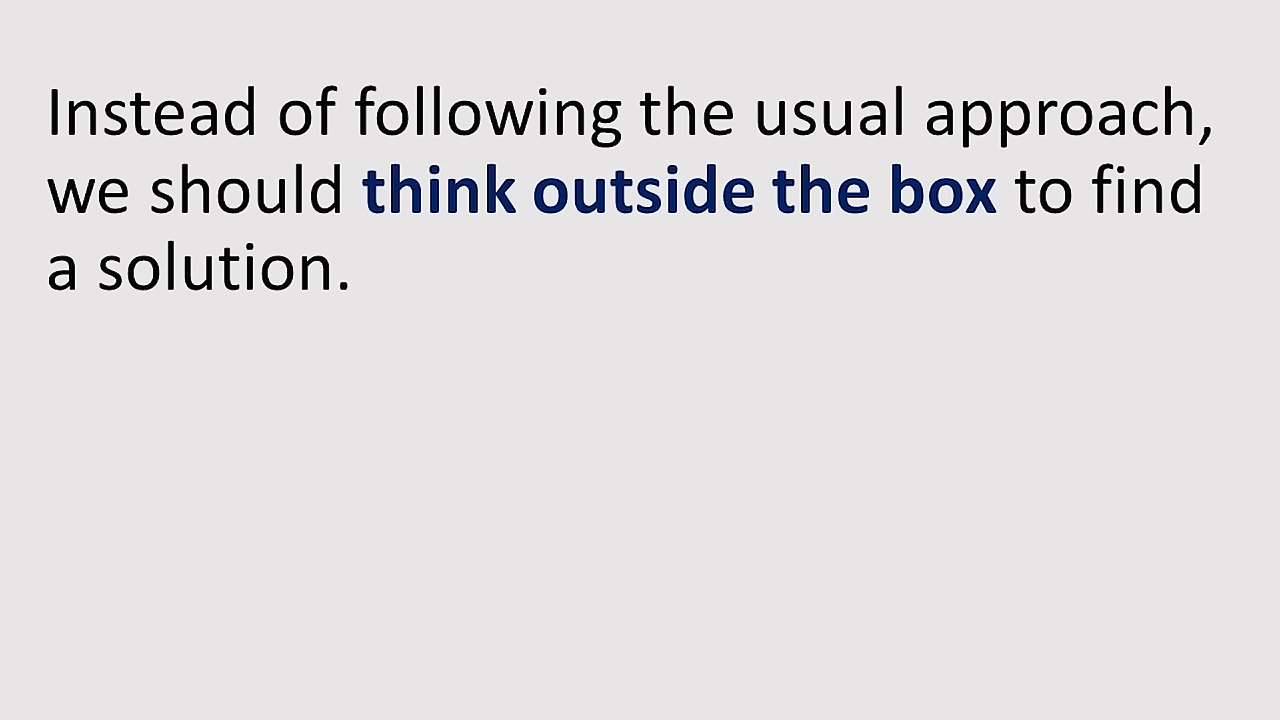 Instead of following the usual approach,
we should think outside the box to find
a solution.